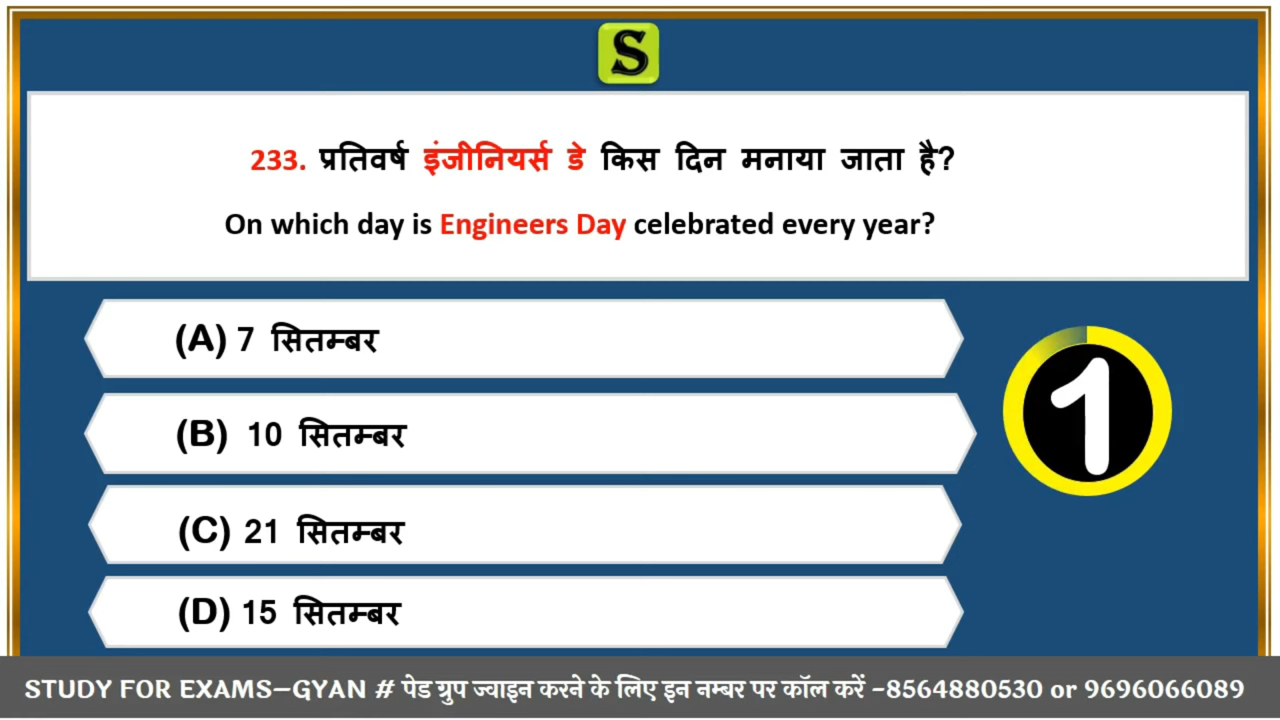 S
233. प्रतिवर्ष इंजीनियर्स डे किस दिन मनाया जाता है?
On which day is Engineers Day celebrated every year?
(A) 7 सितम्बर
(B) 10 सितम्बर
(C) 21 सितम्बर
(D) 15 सितम्बर
1
STUDY FOR EXAMS–GYAN # पेड ग्रुप ज्वाइन करने के लिए इन नम्बर पर कॉल करें -8564880530 or 9696066089